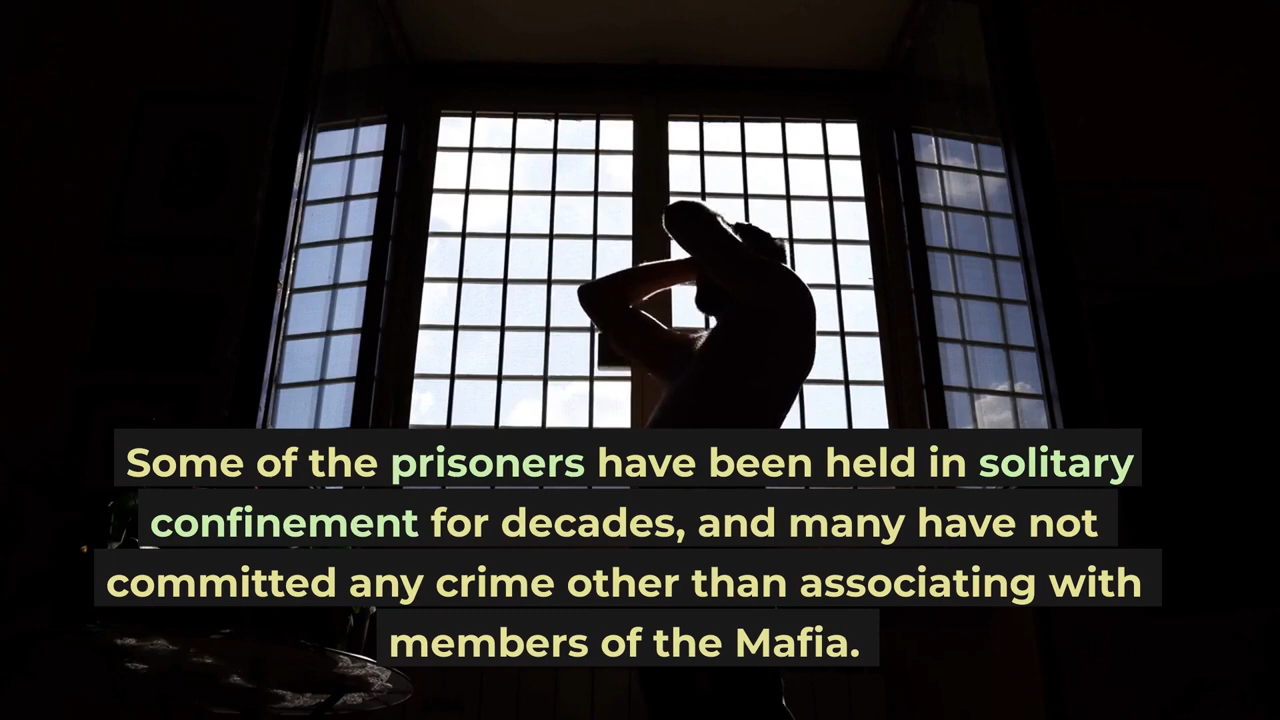 Some of the prisoners have been held in solitary
confinement for decades, and many have not
committed any crime other than associating with
members of the Mafia.